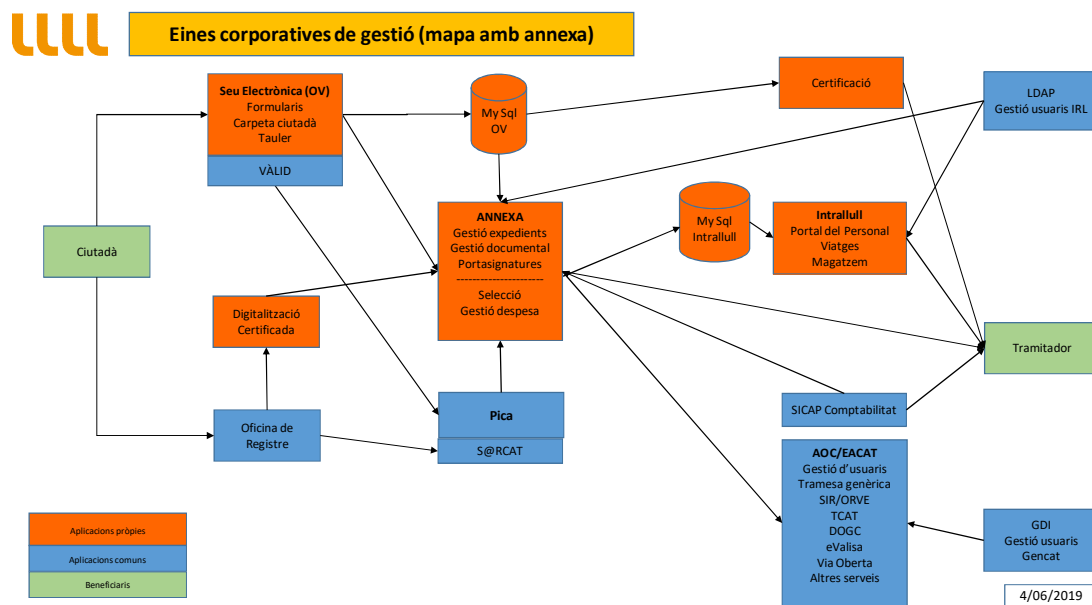 Eines corporatives de gestió (mapa amb annexa)
Seu Electrònica (OV)
Formularis
Carpeta ciutadà
Tauler
VÀLID
My Sql
OV
Certificació
LDAP
Gestió usuaris IRL
Ciutadà
ANNEXA
Gestió expedients
Gestió documental
Portasignatures
----------------------
Selecció
Gestió despesa
My Sql
Intrallull
Intrallull
Portal del Personal
Viatges
Magatzem
Digitalització
Certificada
Tramitador
Oficina de
Registre
Pica
S@RCAT
SICAP Comptabilitat
AOC/EACAT
Gestió d'usuaris
Tramesa genèrica
SIR/ORVE
TCAT
DOGC
eValisa
Via Oberta
Altres serveis
GDI
Gestió usuaris
Gencat
Aplicacions pròpies
Aplicacions comuns
Beneficiaris
4/06/2019